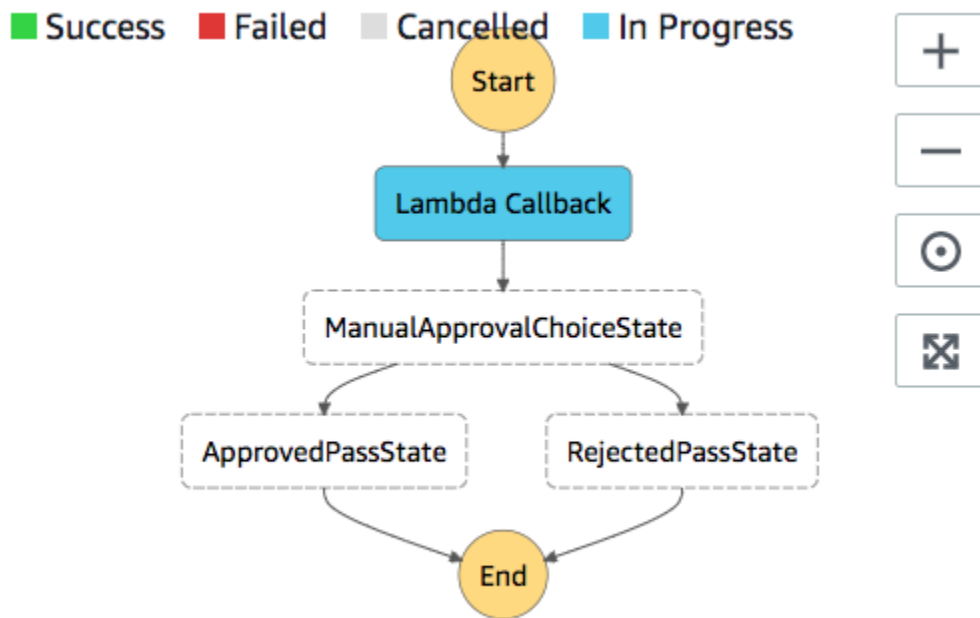 Success Failed Cancelled In Progress
Start
Lambda Callback
ManualApprovalChoiceState
ApprovedPassState RejectedPassState
End